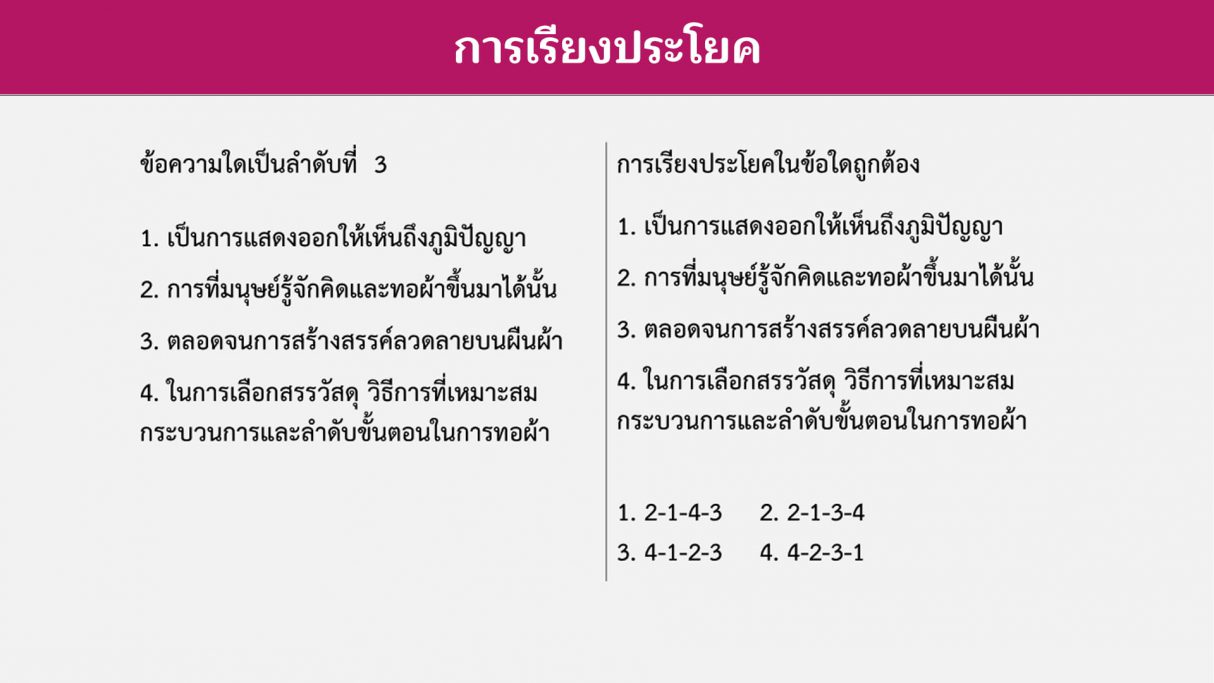 การเรียงประโยค
ข้อความใดเป็นลำดับที่ 3
1. เป็นการแสดงออกให้เห็นถึงภูมิปัญญา
2. การที่มนุษย์รู้จักคิดและทอผ้าขึ้นมาได้นั้น
3. ตลอดจนการสร้างสรรค์ลวดลายบนผืนผ้า
4. ในการเลือกสรรวัสดุ วิธีการที่เหมาะสม
กระบวนการและลำดับขั้นตอนในการทอผ้า
การเรียงประโยคในข้อใดถูกต้อง
1. เป็นการแสดงออกให้เห็นถึงภูมิปัญญา
2. การที่มนุษย์รู้จักคิดและทอผ้าขึ้นมาได้นั้น
3. ตลอดจนการสร้างสรรค์ลวดลายบนผืนผ้า
4. ในการเลือกสรรวัสดุ วิธีการที่เหมาะสม
กระบวนการและลำดับขั้นตอนในการทอผ้า
1. 2-1-4-3 2. 2-1-3-4
3. 4-1-2-3 4. 4-2-3-1